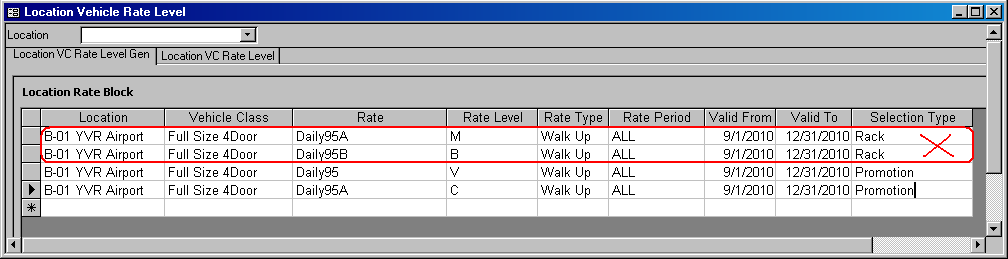 Location Vehicle Rate Level
Location
Location VC Rate Level Gen Location VC Rate Level
Location Rate Block
Location Vehicle Class Rate Rate Level Rate Type Rate Period Valid From Valid To Selection Type
B-01 YVR Airport Full Size 4Door Daily95A M Walk Up ALL 9/1/2010 12/31/2010 Rack
B-01 YVR Airport Full Size 4Door Daily95B B Walk Up ALL 9/1/2010 12/31/2010 Rack
B-01 YVR Airport Full Size 4Door Daily95 V Walk Up ALL 9/1/2010 12/31/2010 Promotion
B-01 YVR Airport Full Size 4Door Daily95A C Walk Up ALL 9/1/2010 12/31/2010 Promotion